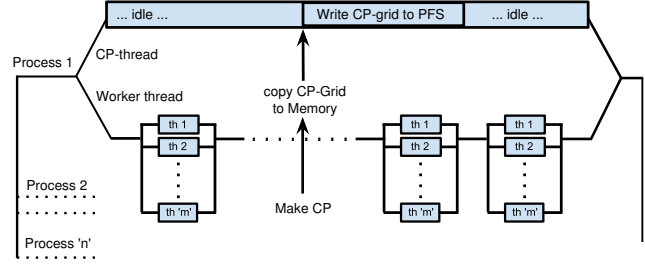 ... idle ... Write CP-grid to PFS ... idle ...
CP-thread
Process 1
copy CP-Grid
to Memory
Worker thread
th 1 th 1 th 1
th 2 th 2 th 2
Process 2
Make CP
th 'm' th 'm' th 'm'
Process 'n'